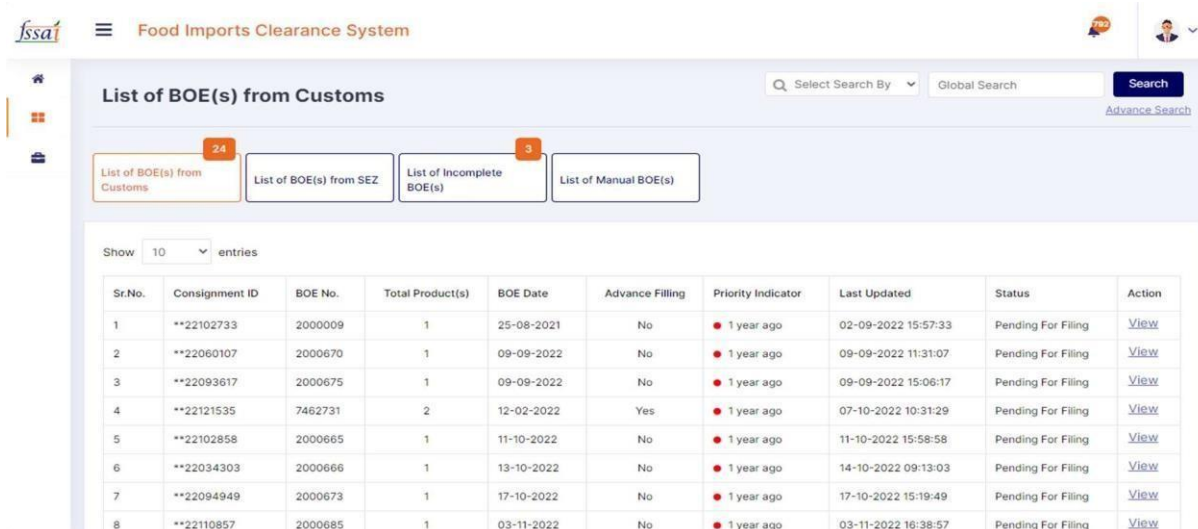 fssai
Food Imports Clearance System
792
List of BOE(s) from Customs
Select Search By
Global Search
Search
Advance Search
24
3
List of BOE(s) from Customs
List of BOE(s) from SEZ
List of Incomplete BOE(s)
List of Manual BOE(s)
Show 10 entries
Sr.No. Consignment ID BOE No. Total Product(s) BOE Date Advance Filling Priority Indicator Last Updated Status Action
1 **22102733 2000009 1 25-08-2021 No 1 year ago 02-09-2022 15:57:33 Pending For Filing View
2 **22060107 2000670 1 09-09-2022 No 1 year ago 09-09-2022 11:31:07 Pending For Filing View
3 **22093617 2000675 1 09-09-2022 No 1 year ago 09-09-2022 15:06:17 Pending For Filing View
4 **22121535 7462731 2 12-02-2022 Yes 1 year ago 07-10-2022 10:31:29 Pending For Filing View
5 **22102858 2000665 1 11-10-2022 No 1 year ago 11-10-2022 15:58:58 Pending For Filing View
6 **22034303 2000666 1 13-10-2022 No 1 year ago 14-10-2022 09:13:03 Pending For Filing View
7 **22094949 2000673 1 17-10-2022 No 1 year ago 17-10-2022 15:19:49 Pending For Filing View
8 **22110857 2000685 1 03-11-2022 No 1 year ago 03-11-2022 16:38:57 Pending For Filing View